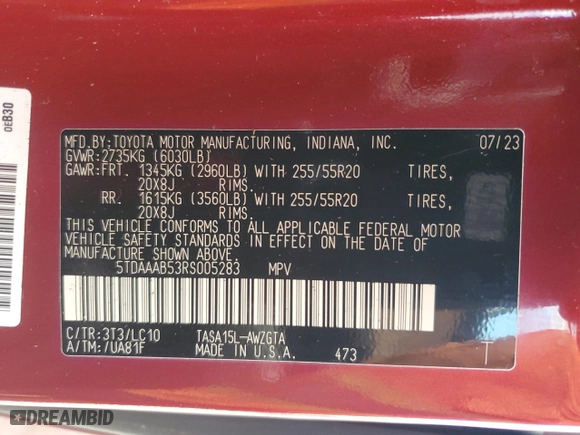 0EB30
MFD.BY:TOYOTA MOTOR MANUFACTURING, INDIANA, INC. 07/23
GVWR:2735KG (6030LB)
GAWR:FRT. 1345KG (2960LB) WITH 255/55R20 TIRES,
20X8J RIMS.
RR. 1615KG (3560LB) WITH 255/55R20 TIRES,
20X8J RIMS.
THIS VEHICLE CONFORMS TO ALL APPLICABLE FEDERAL MOTOR
VEHICLE SAFETY STANDARDS IN EFFECT ON THE DATE OF
MANUFACTURE SHOWN ABOVE.
5TDAAAB53RS005283 MPV
C/TR:3T3/LC10 TASA15L-AWZGTA
A/TM:/UA81F MADE IN U.S.A. 473 T
DREAMBID